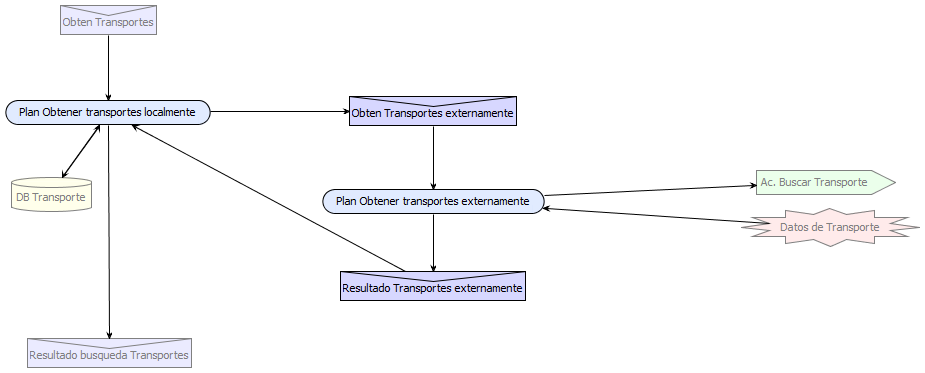 Obten Transportes
Plan Obtener transportes localmente
Obten Transportes externamente
DB Transporte
Plan Obtener transportes externamente
Ac. Buscar Transporte
Datos de Transporte
Resultado Transportes externamente
Resultado busqueda Transportes